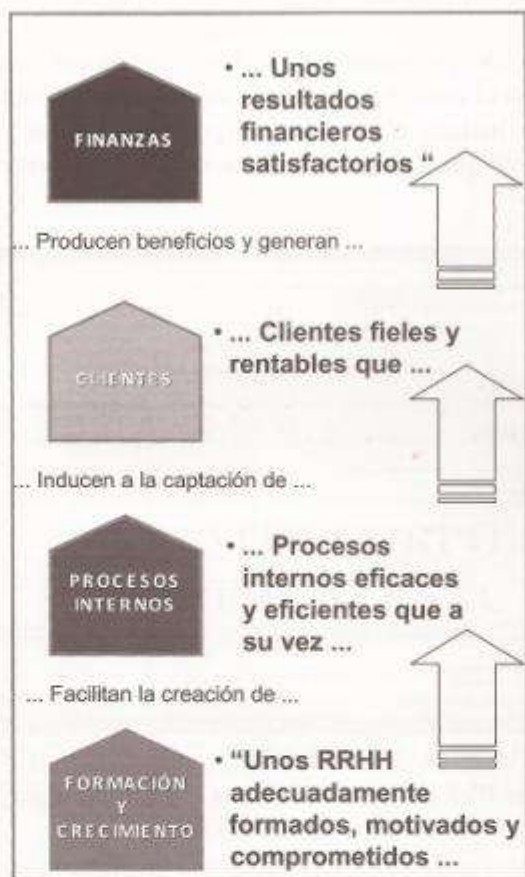 FINANZAS
• ... Unos
resultados
financieros
satisfactorios “
... Producen beneficios y generan ...
CLIENTES
• ... Clientes fieles y
rentables que ...
... Inducen a la captación de ...
PROCESOS
INTERNOS
• ... Procesos
internos eficaces
y eficientes que a
su vez ...
... Facilitan la creación de ...
FORMACIÓN
Y
CRECIMIENTO
• “Unos RRHH
adecuadamente
formados, motivados y
comprometidos ...